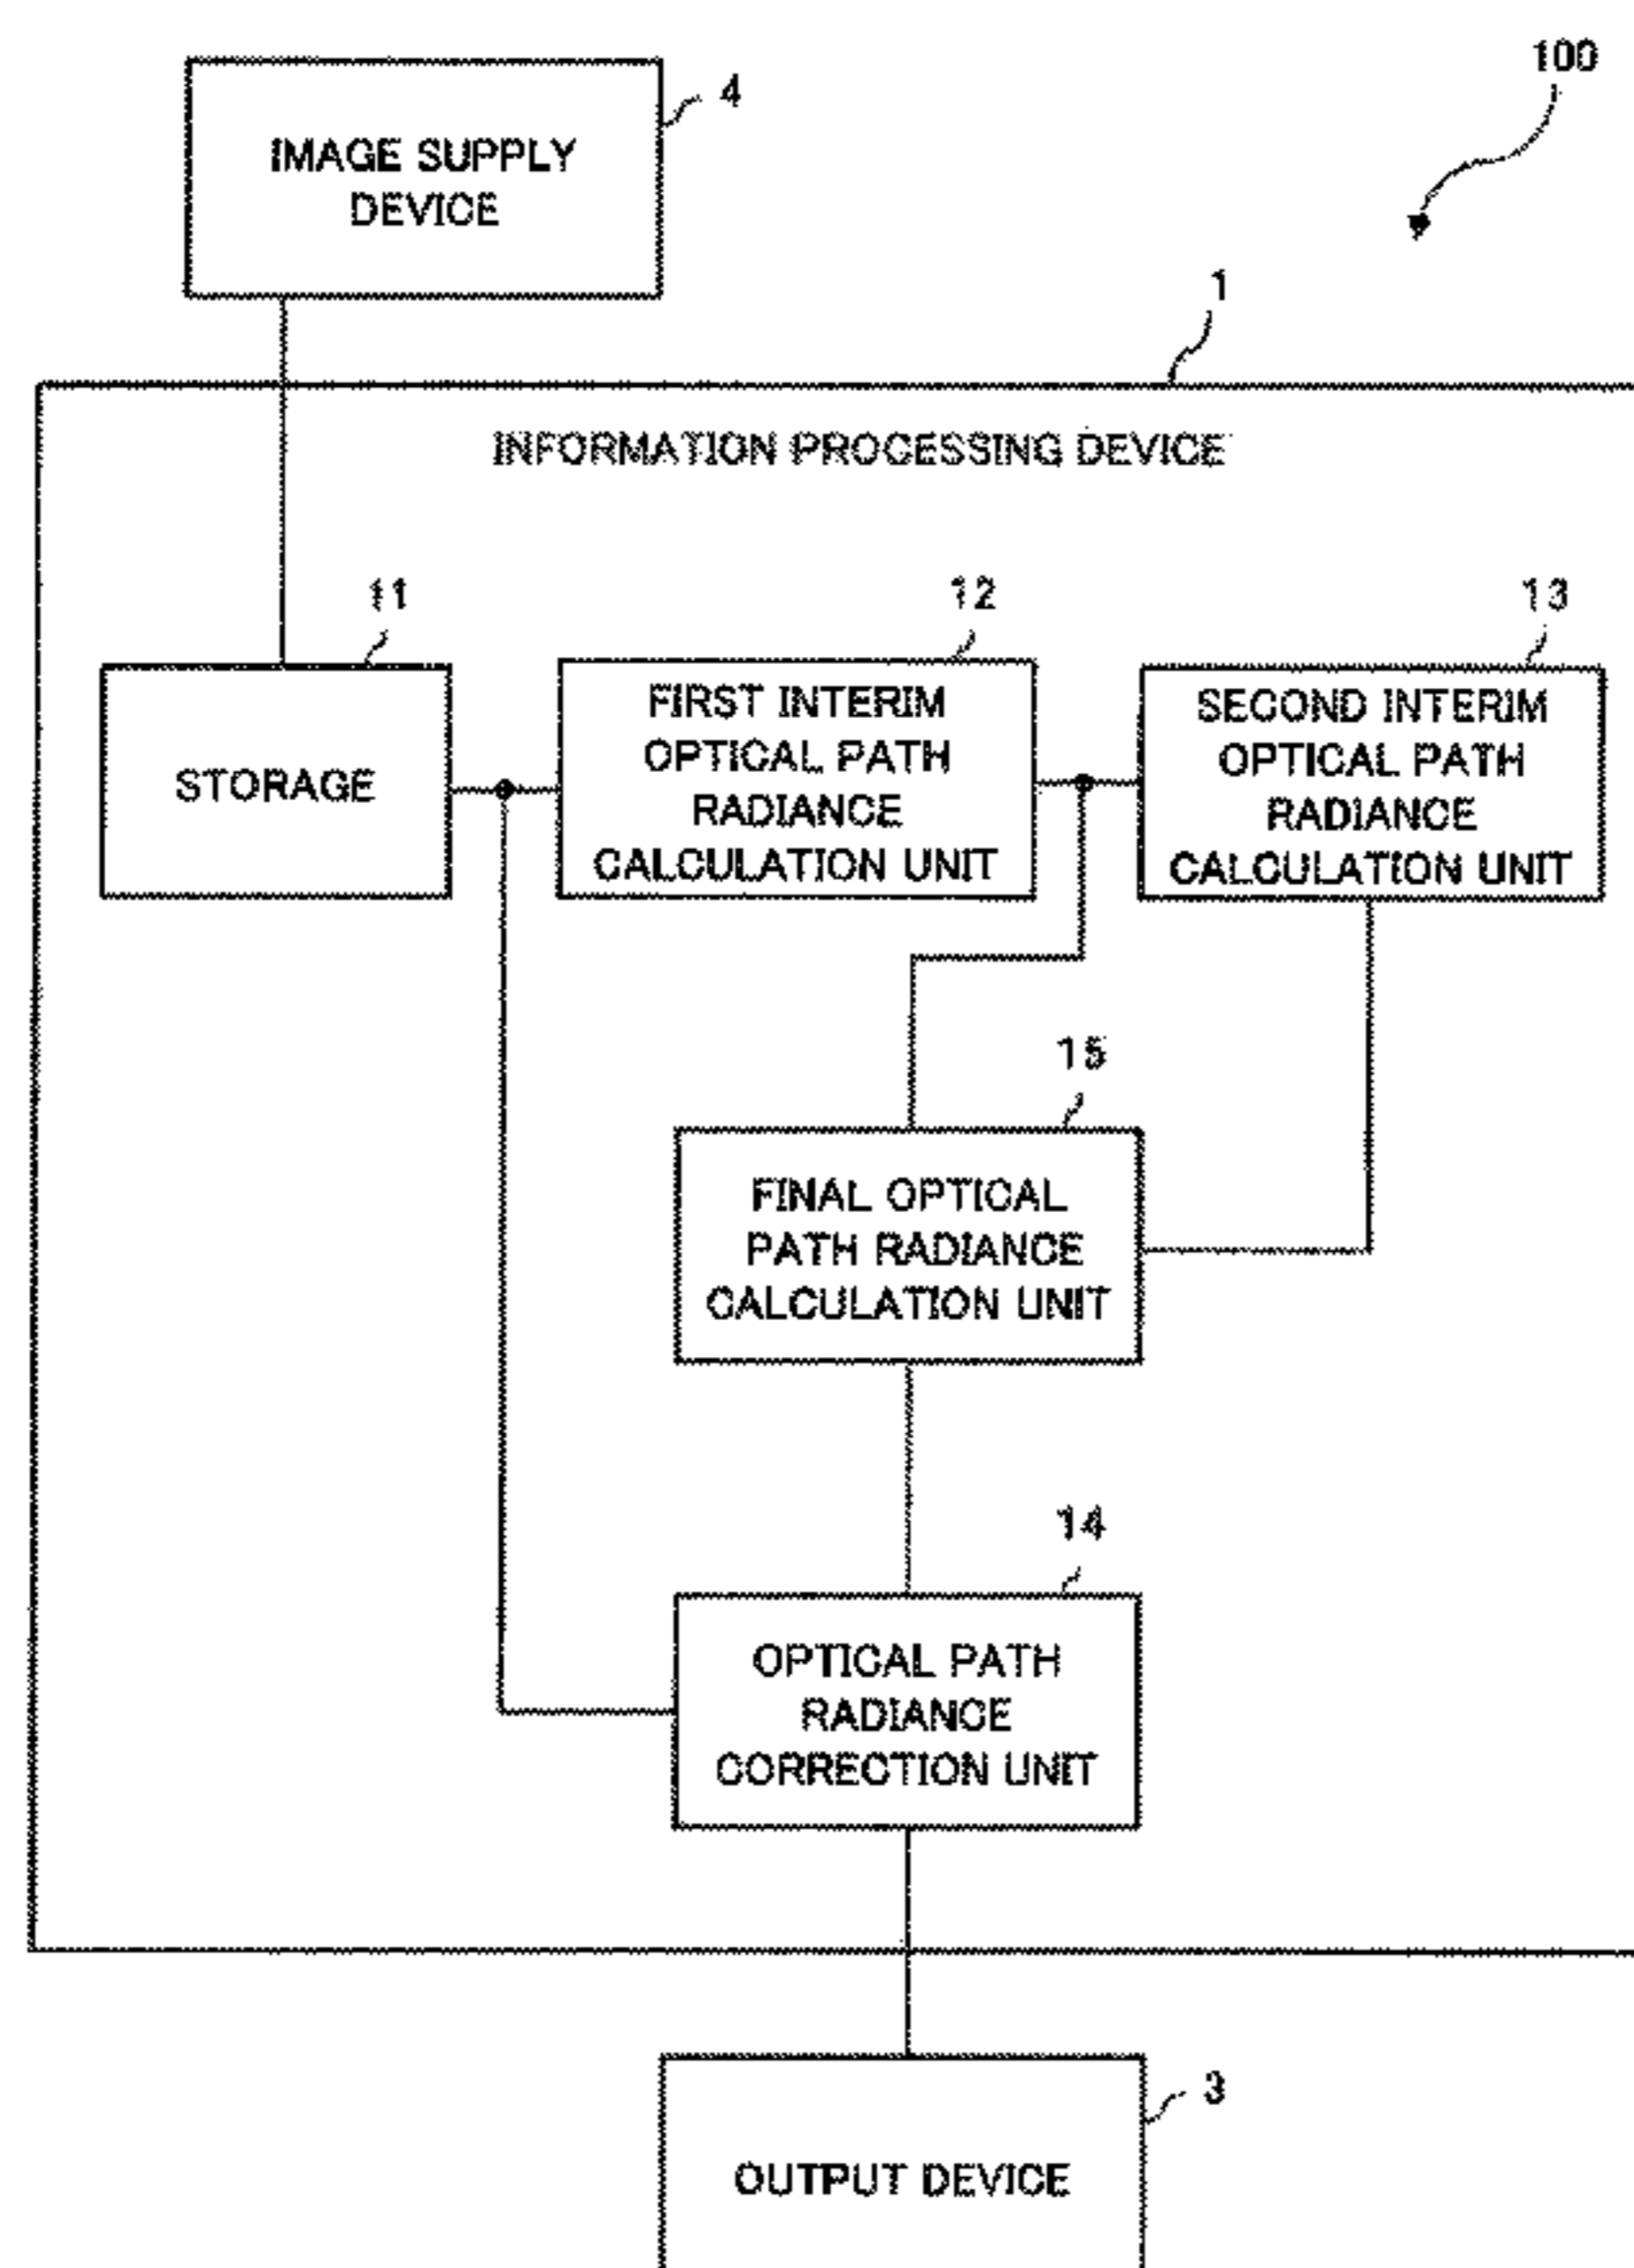 100
4
IMAGE SUPPLY
DEVICE
1
INFORMATION PROCESSING DEVICE
11
12
13
STORAGE
FIRST INTERIM
OPTICAL PATH
RADIANCE
CALCULATION UNIT
SECOND INTERIM
OPTICAL PATH
RADIANCE
CALCULATION UNIT
15
FINAL OPTICAL
PATH RADIANCE
CALCULATION UNIT
14
OPTICAL PATH
RADIANCE
CORRECTION UNIT
3
OUTPUT DEVICE